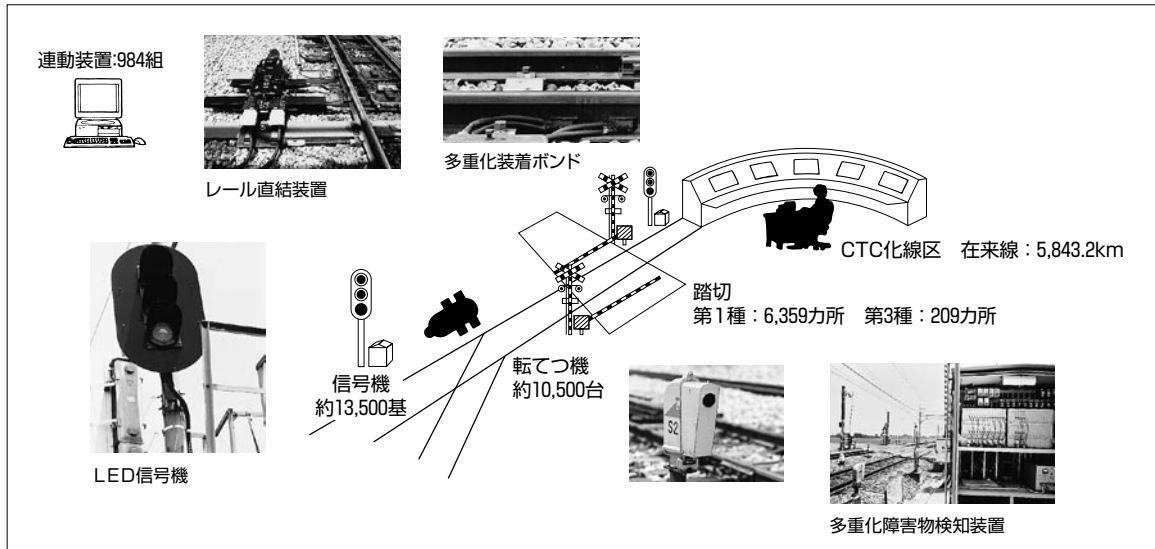 連動装置:984組
レール直結装置
多重化装着ボンド
CTC化線区 在来線：5,843.2km
踏切
第1種：6,359カ所 第3種：209カ所
転てつ機
約10,500台
信号機
約13,500基
S2
LED信号機
多重化障害物検知装置